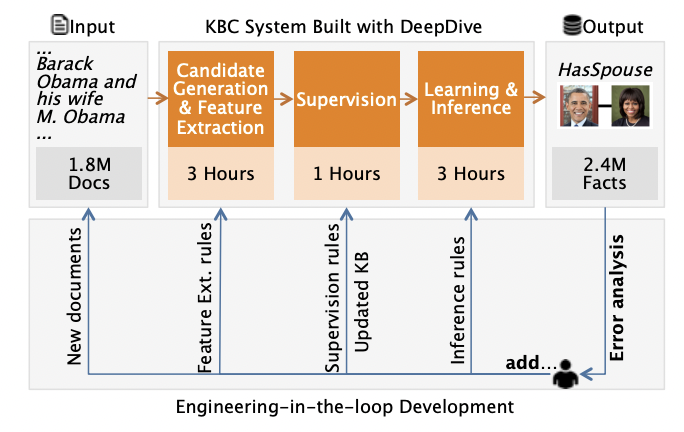 Input
KBC System Built with DeepDive
Output
...
Barack
Obama and
his wife
M. Obama
...
1.8M
Docs
Candidate
Generation
& Feature
Extraction
3 Hours
Supervision
1 Hours
Learning &
Inference
3 Hours
HasSpouse
2.4M
Facts
New documents
Feature Ext. rules
Supervision rules
Updated KB
Inference rules
add...
Error analysis
Engineering-in-the-loop Development